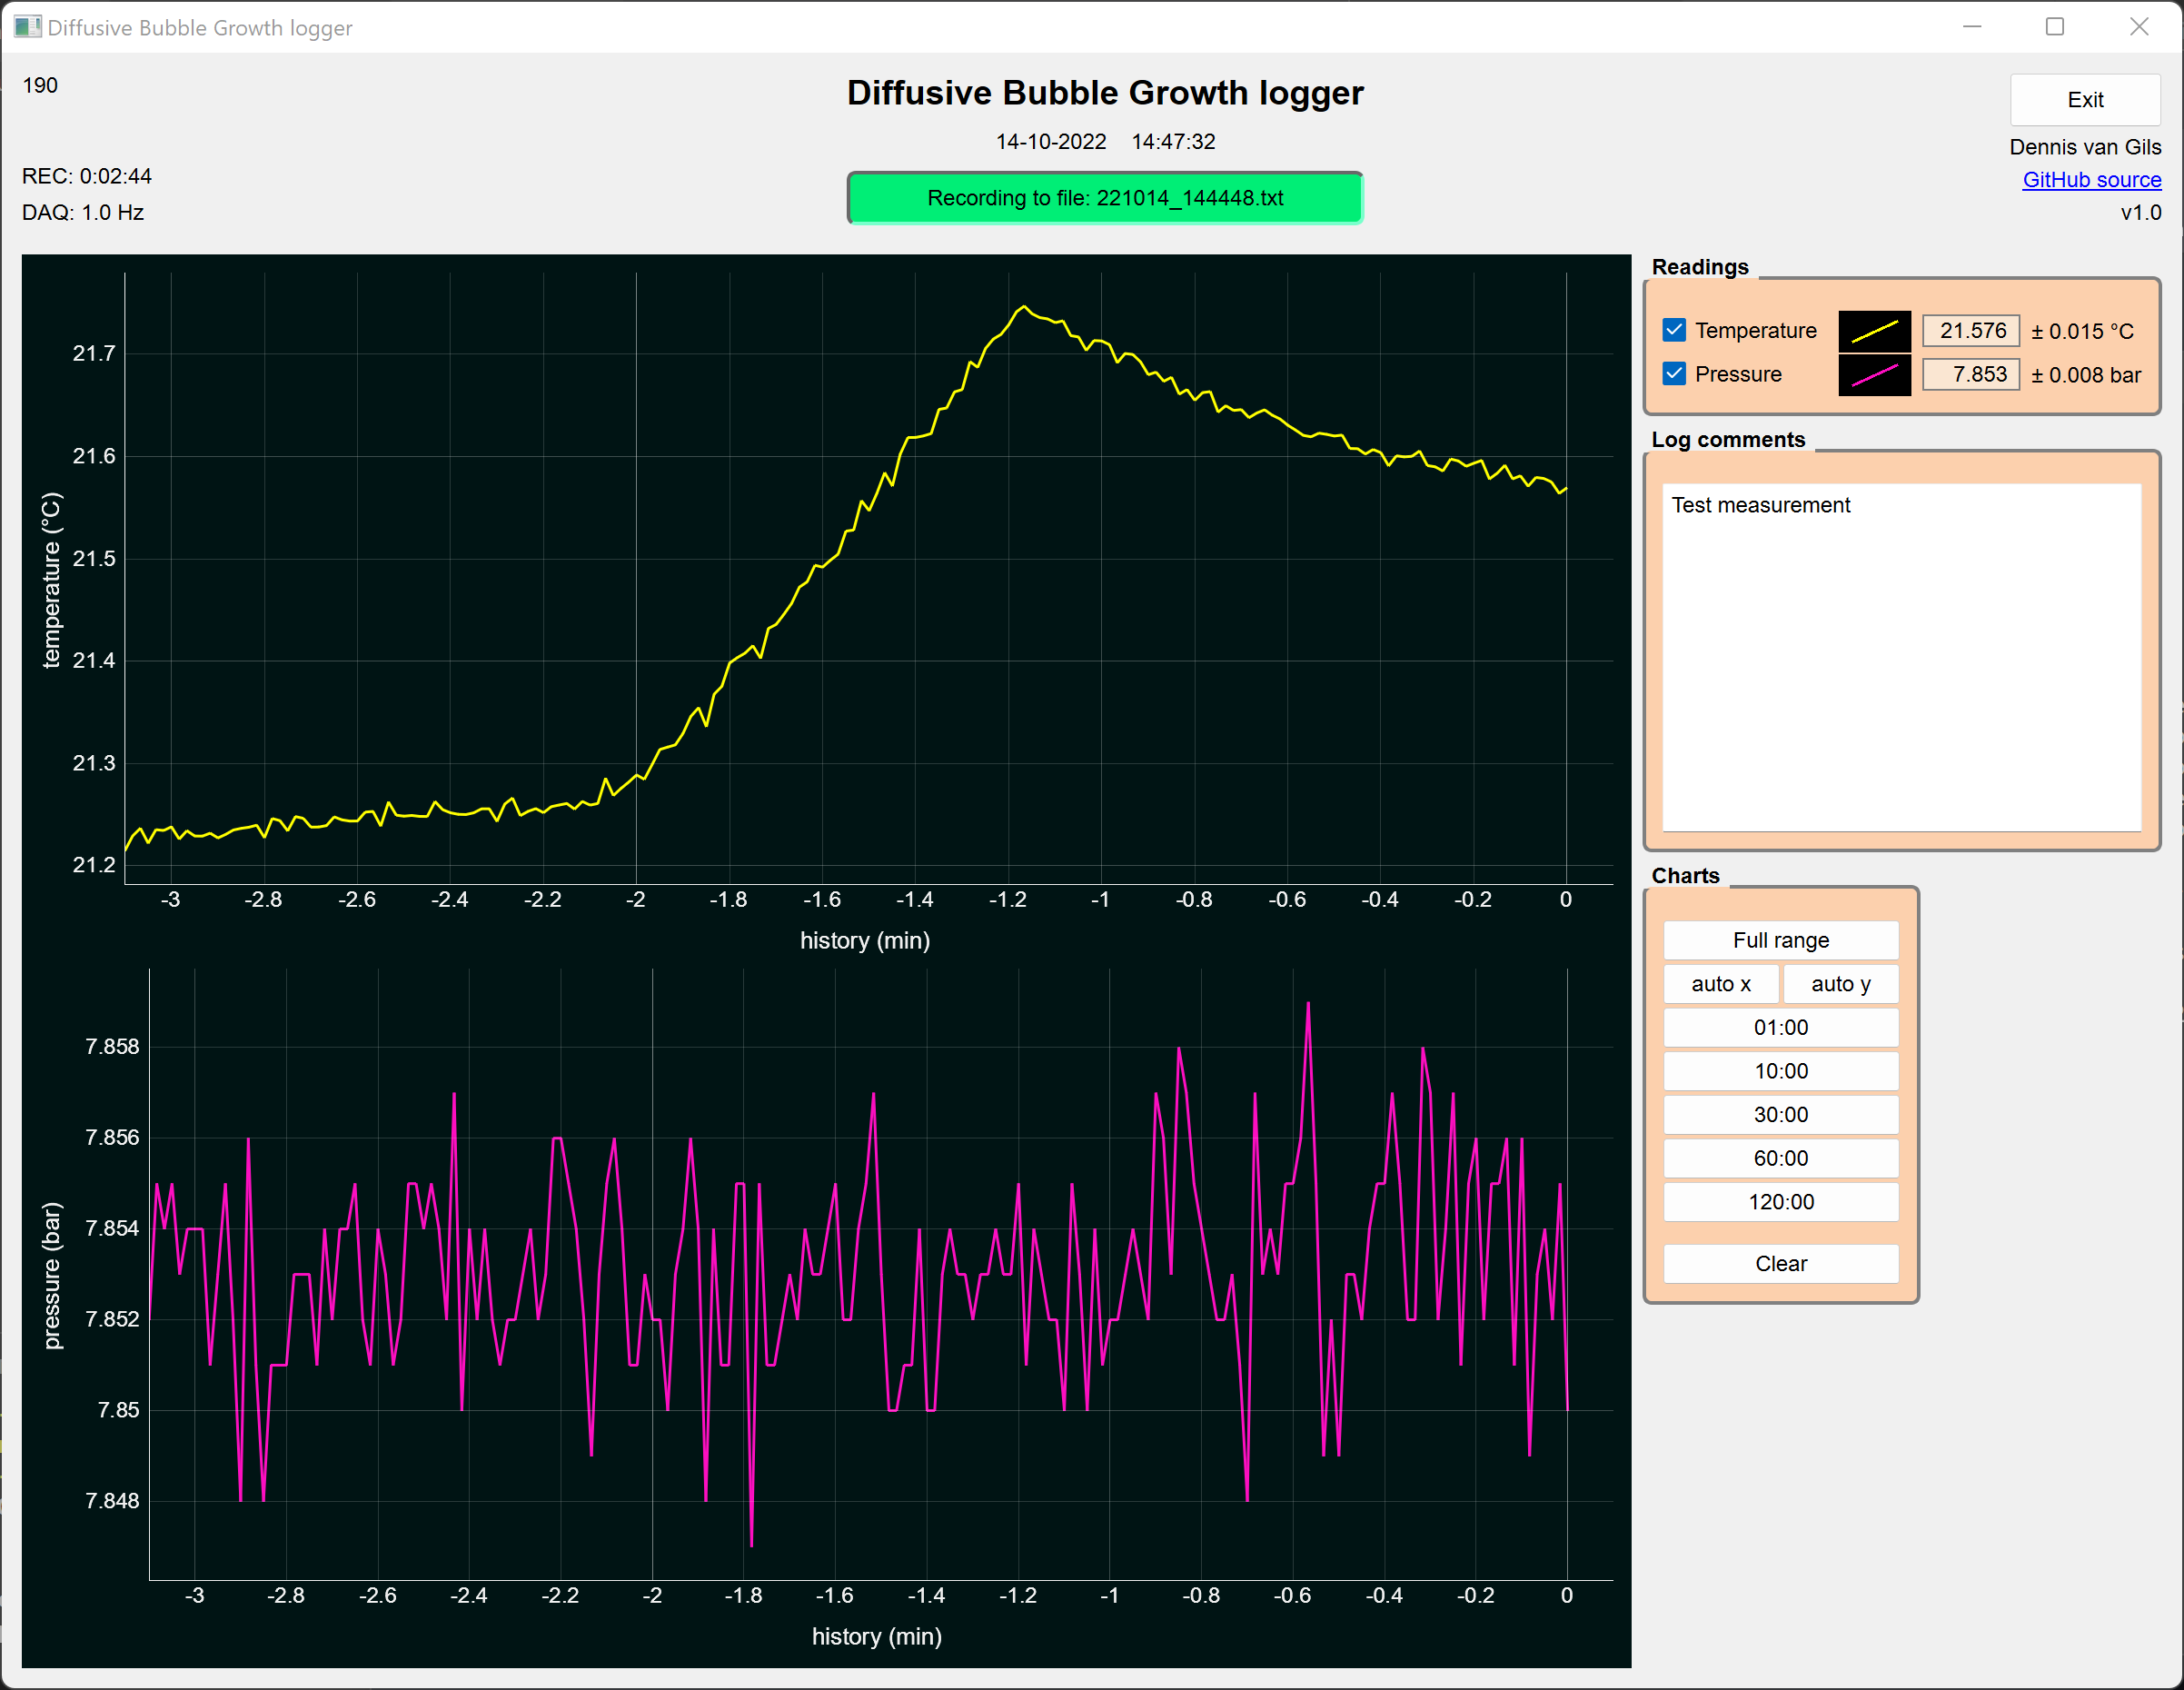 Diffusive Bubble Growth logger
190
Diffusive Bubble Growth logger
Exit
14-10-2022 14:47:32
Dennis van Gils
REC: 0:02:44
GitHub source
DAQ: 1.0 Hz
Recording to file: 221014_144448.txt
v1.0
temperature (°C)
21.7
21.6
21.5
21.4
21.3
21.2
-3 -2.8 -2.6 -2.4 -2.2 -2 -1.8 -1.6 -1.4 -1.2 -1 -0.8 -0.6 -0.4 -0.2 0
history (min)
pressure (bar)
7.858
7.856
7.854
7.852
7.85
7.848
-3 -2.8 -2.6 -2.4 -2.2 -2 -1.8 -1.6 -1.4 -1.2 -1 -0.8 -0.6 -0.4 -0.2 0
history (min)
Readings
Temperature 21.576 ± 0.015 °C
Pressure 7.853 ± 0.008 bar
Log comments
Test measurement
Charts
Full range
auto x auto y
01:00
10:00
30:00
60:00
120:00
Clear